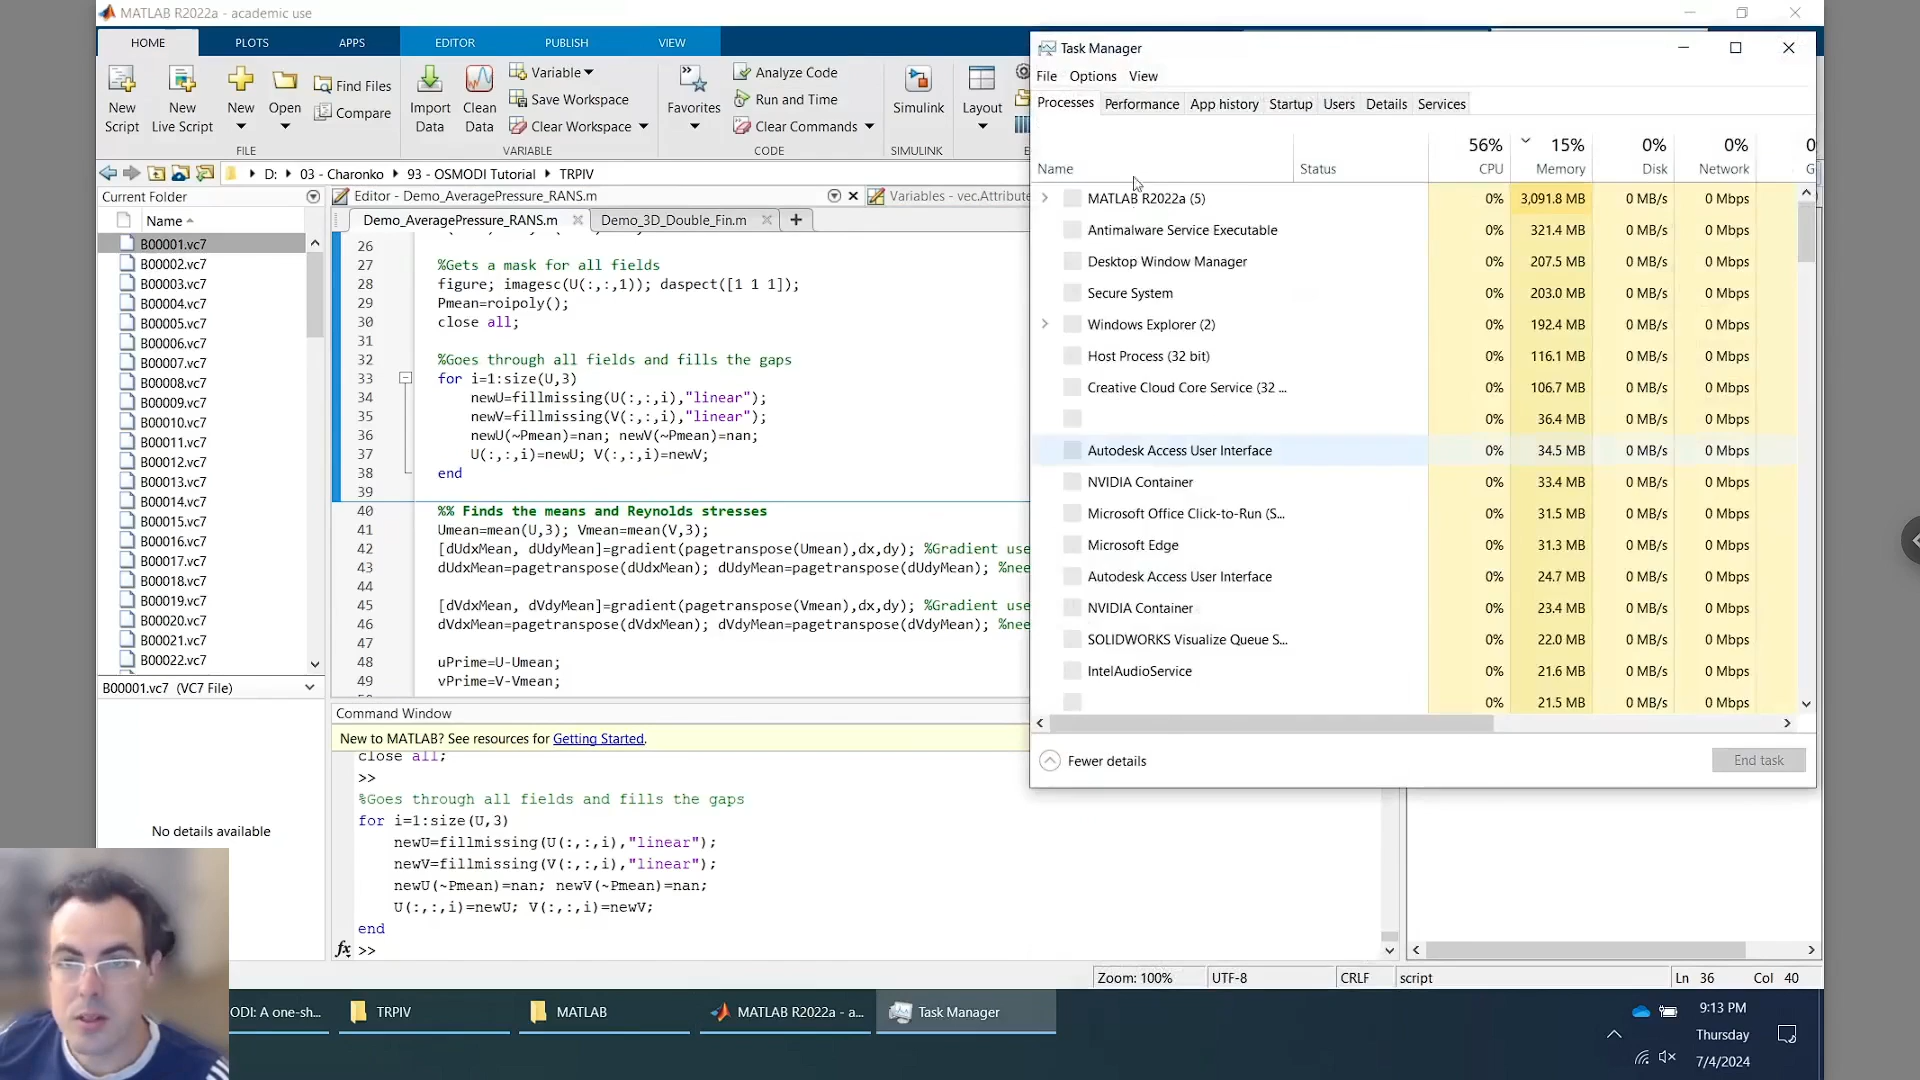 MATLAB R2022a - academic use
HOME
PLOTS
APPS
EDITOR
PUBLISH
VIEW
New Script
New Live Script
New
Open
Find Files
Compare
FILE
Import Data
Clean Data
Variable
Save Workspace
Clear Workspace
VARIABLE
Favorites
Analyze Code
Run and Time
Clear Commands
CODE
Simulink
SIMULINK
Layout
D:
03 - Charonko
93 - OSMODI Tutorial
TRPIV
Current Folder
Name
B00001.vc7
B00002.vc7
B00003.vc7
B00004.vc7
B00005.vc7
B00006.vc7
B00007.vc7
B00008.vc7
B00009.vc7
B00010.vc7
B00011.vc7
B00012.vc7
B00013.vc7
B00014.vc7
B00015.vc7
B00016.vc7
B00017.vc7
B00018.vc7
B00019.vc7
B00020.vc7
B00021.vc7
B00022.vc7
B00001.vc7 (VC7 File)
No details available
Editor - Demo_AveragePressure_RANS.m
Variables - vec.Attribute
Demo_AveragePressure_RANS.m
Demo_3D_Double_Fin.m
26
27 %Gets a mask for all fields
28 figure; imagesc(U(:,:,1)); daspect([1 1 1]);
29 Pmean=roipoly();
30 close all;
31
32 %Goes through all fields and fills the gaps
33 for i=1:size(U,3)
34 newU=fillmissing(U(:,:,i),"linear");
35 newV=fillmissing(V(:,:,i),"linear");
36 newU(~Pmean)=nan; newV(~Pmean)=nan;
37 U(:,:,i)=newU; V(:,:,i)=newV;
38 end
39
40 %% Finds the means and Reynolds stresses
41 Umean=mean(U,3); Vmean=mean(V,3);
42 [dUdxMean, dUdyMean]=gradient(pagetranspose(Umean),dx,dy); %Gradient use
43 dUdxMean=pagetranspose(dUdxMean); dUdyMean=pagetranspose(dUdyMean); %nee
44
45 [dVdxMean, dVdyMean]=gradient(pagetranspose(Vmean),dx,dy); %Gradient use
46 dVdxMean=pagetranspose(dVdxMean); dVdyMean=pagetranspose(dVdyMean); %nee
47
48 uPrime=U-Umean;
49 vPrime=V-Vmean;
Command Window
New to MATLAB? See resources for Getting Started.
close all;
>>
%Goes through all fields and fills the gaps
for i=1:size(U,3)
newU=fillmissing(U(:,:,i),"linear");
newV=fillmissing(V(:,:,i),"linear");
newU(~Pmean)=nan; newV(~Pmean)=nan;
U(:,:,i)=newU; V(:,:,i)=newV;
end
fx >>
Zoom: 100%
UTF-8
CRLF
script
Ln 36 Col 40
Task Manager
File Options View
Processes Performance App history Startup Users Details Services
56% 15% 0% 0% 0
Name Status CPU Memory Disk Network G
MATLAB R2022a (5) 0% 3,091.8 MB 0 MB/s 0 Mbps
Antimalware Service Executable 0% 321.4 MB 0 MB/s 0 Mbps
Desktop Window Manager 0% 207.5 MB 0 MB/s 0 Mbps
Secure System 0% 203.0 MB 0 MB/s 0 Mbps
Windows Explorer (2) 0% 192.4 MB 0 MB/s 0 Mbps
Host Process (32 bit) 0% 116.1 MB 0 MB/s 0 Mbps
Creative Cloud Core Service (32 ... 0% 106.7 MB 0 MB/s 0 Mbps
0% 36.4 MB 0 MB/s 0 Mbps
Autodesk Access User Interface 0% 34.5 MB 0 MB/s 0 Mbps
NVIDIA Container 0% 33.4 MB 0 MB/s 0 Mbps
Microsoft Office Click-to-Run (S... 0% 31.5 MB 0 MB/s 0 Mbps
Microsoft Edge 0% 31.3 MB 0 MB/s 0 Mbps
Autodesk Access User Interface 0% 24.7 MB 0 MB/s 0 Mbps
NVIDIA Container 0% 23.4 MB 0 MB/s 0 Mbps
SOLIDWORKS Visualize Queue S... 0% 22.0 MB 0 MB/s 0 Mbps
IntelAudioService 0% 21.6 MB 0 MB/s 0 Mbps
0% 21.5 MB 0 MB/s 0 Mbps
Fewer details
End task
ODI: A one-sh...
TRPIV
MATLAB
MATLAB R2022a - a...
Task Manager
9:13 PM
Thursday
7/4/2024